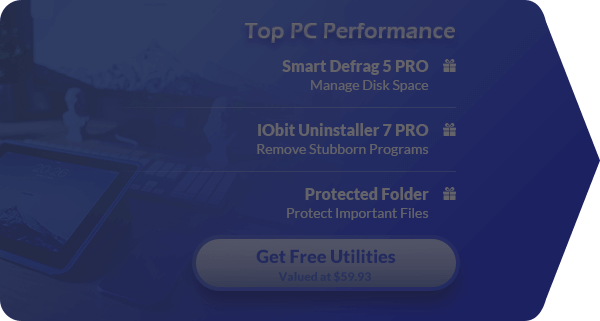 Top PC Performance
Smart Defrag 5 PRO
Manage Disk Space
IObit Uninstaller 7 PRO
Remove Stubborn Programs
Protected Folder
Protect Important Files
Get Free Utilities
Valued at $59.93